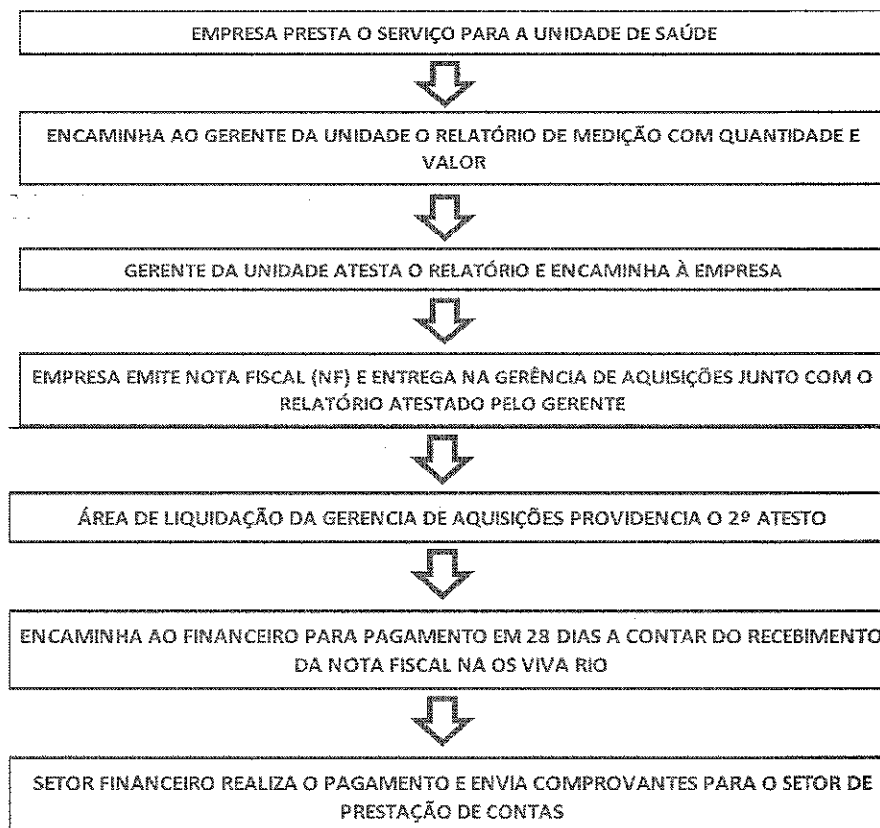 EMPRESA PRESTA O SERVIÇO PARA A UNIDADE DE SAÚDE
ENCAMINHA AO GERENTE DA UNIDADE O RELATÓRIO DE MEDIÇÃO COM QUANTIDADE E
VALOR
GERENTE DA UNIDADE ATESTA O RELATÓRIO E ENCAMINHA À EMPRESA
EMPRESA EMITE NOTA FISCAL (NF) E ENTREGA NA GERÊNCIA DE AQUISIÇÕES JUNTO COM O
RELATÓRIO ATESTADO PELO GERENTE
ÁREA DE LIQUIDAÇÃO DA GERENCIA DE AQUISIÇÕES PROVIDENCIA O 2º ATESTO
ENCAMINHA AO FINANCEIRO PARA PAGAMENTO EM 28 DIAS A CONTAR DO RECEBIMENTO
DA NOTA FISCAL NA OS VIVA RIO
SETOR FINANCEIRO REALIZA O PAGAMENTO E ENVIA COMPROVANTES PARA O SETOR DE
PRESTAÇÃO DE CONTAS